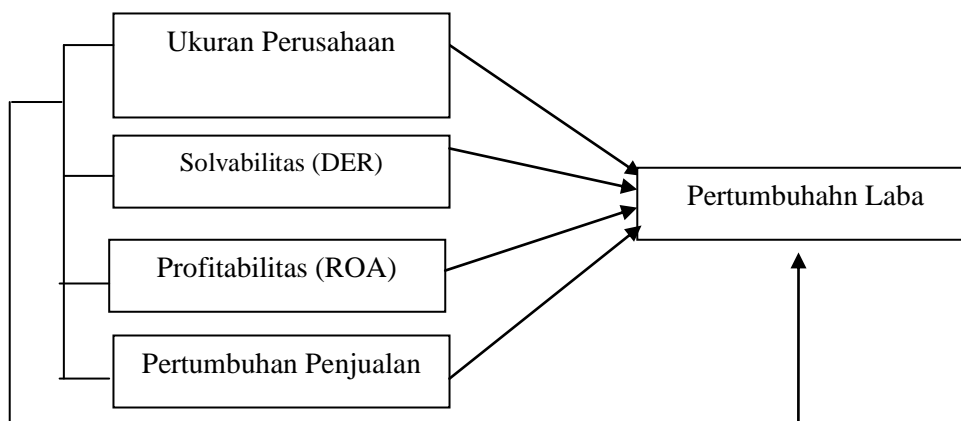 Ukuran Perusahaan
Solvabilitas (DER)
Pertumbuhahn Laba
Profitabilitas (ROA)
Pertumbuhan Penjualan